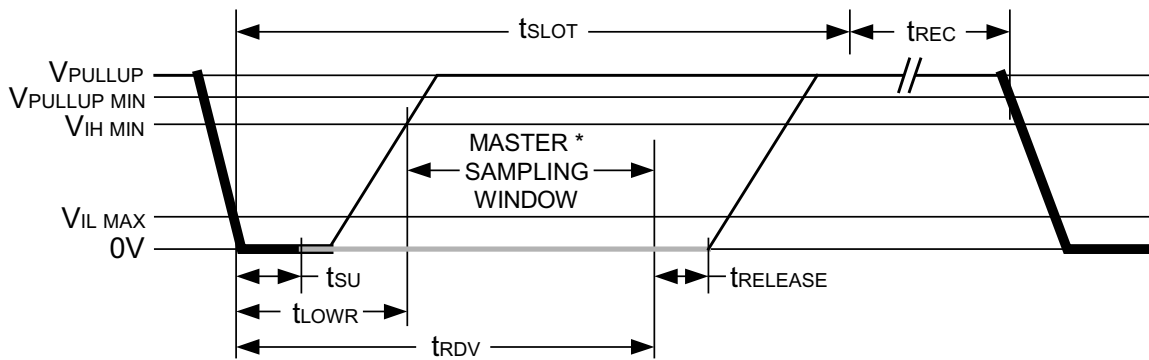 tSLOT
tREC
VPULLUP
VPULLUP MIN
VIH MIN
MASTER *
SAMPLING
WINDOW
VIL MAX
0V
tSU
tRELEASE
tLOWR
tRDV